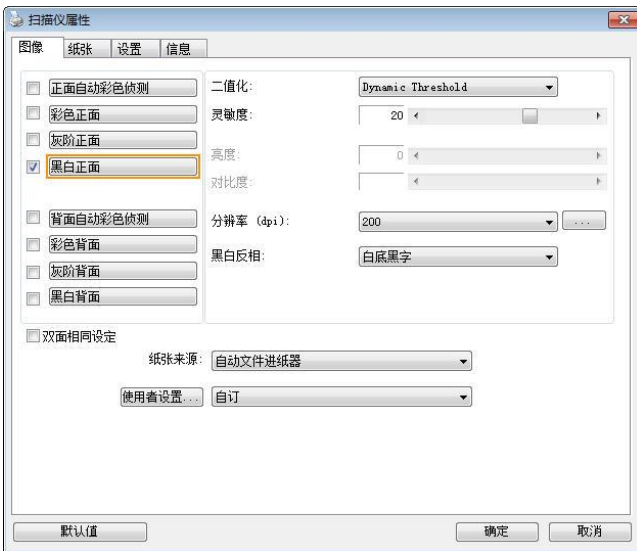 扫描仪属性
图像 纸张 设置 信息
正面自动彩色侦测
彩色正面
灰阶正面
黑白正面
背面自动彩色侦测
彩色背面
灰阶背面
黑白背面
二值化: Dynamic Threshold
灵敏度: 20
亮度: 0
对比度:
分辨率 (dpi): 200 ...
黑白反相: 白底黑字
双面相同设定
纸张来源: 自动文件进纸器
使用者设置... 自订
默认值 确定 取消